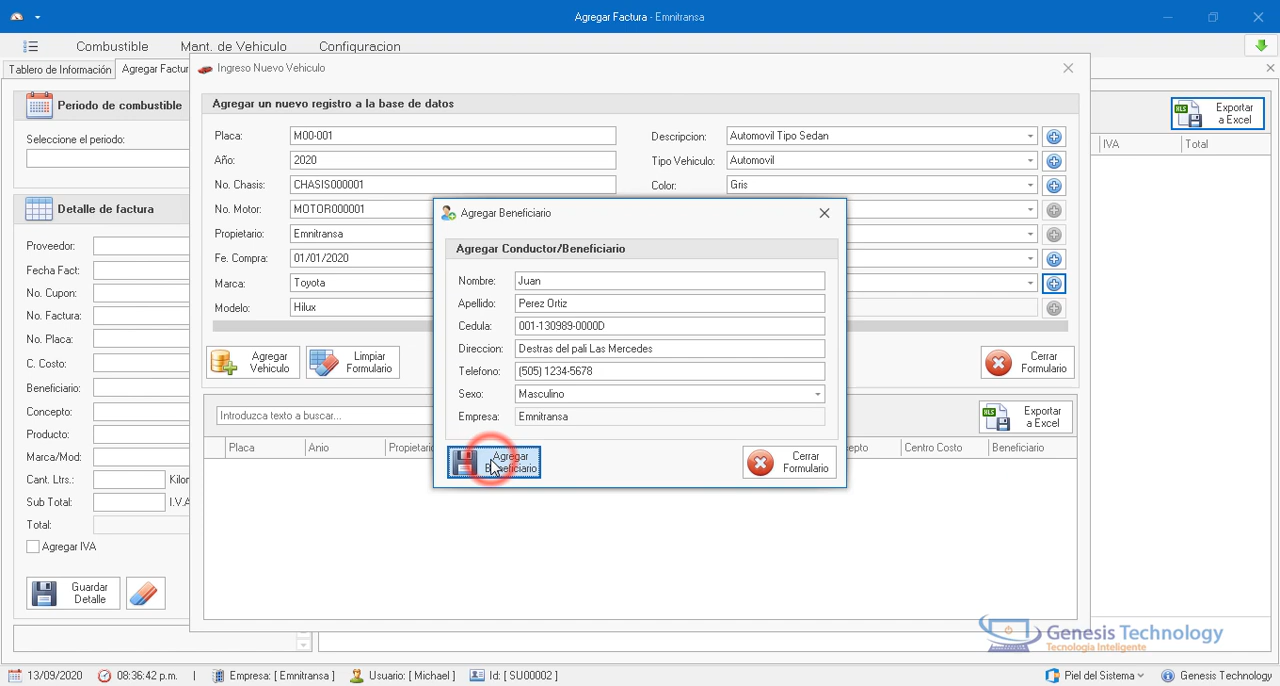 Agregar Factura - Emnitransa
Combustible
Mant. de Vehiculo
Configuracion
Tablero de Información
Agregar Factur
Ingreso Nuevo Vehiculo
Periodo de combustible
Agregar un nuevo registro a la base de datos
Exportar
a Excel
Seleccione el periodo:
Placa: M00-001
Descripcion: Automovil Tipo Sedan
IVA
Total
Año: 2020
Tipo Vehiculo: Automovil
No. Chasis: CHASIS000001
Color: Gris
Detalle de factura
No. Motor: MOTOR000001
Agregar Beneficiario
Propietario: Emnitransa
Proveedor:
Agregar Conductor/Beneficiario
Fe. Compra: 01/01/2020
Fecha Fact:
Marca: Toyota
Nombre: Juan
No. Cupon:
Modelo: Hilux
Apellido: Perez Ortiz
No. Factura:
Cedula: 001-130989-0000D
No. Placa:
Direccion: Destras del pali Las Mercedes
C. Costo:
Agregar
Vehiculo
Limpiar
Formulario
Telefono: (505) 1234-5678
Cerrar
Formulario
Beneficiario:
Sexo: Masculino
Concepto:
Introduzca texto a buscar...
Empresa: Emnitransa
Exportar
a Excel
Producto:
Placa
Anio
Propietario
epto
Centro Costo
Beneficiario
Marca/Mod:
Agregar
Beneficiario
Cerrar
Formulario
Cant. Ltrs.:
Kilor
Sub Total:
I.V.A
Total:
Agregar IVA
Guardar
Detalle
Genesis Technology
Tecnología Inteligente
13/09/2020
08:36:42 p.m.
Empresa: [ Emnitransa ]
Usuario: [ Michael ]
Id: [ SU00002 ]
Piel del Sistema
Genesis Technology